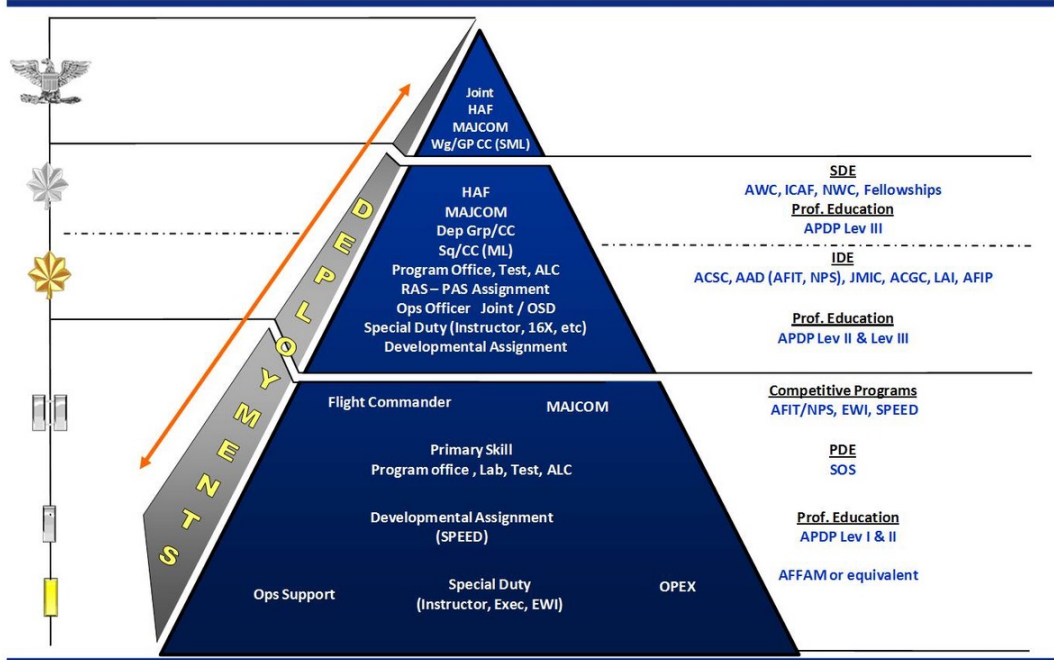 Joint
HAF
MAJCOM
Wg/GP CC (SML)
DEPLOYMENTS
HAF
MAJCOM
Dep Grp/CC
Sq/CC (ML)
Program Office, Test, ALC
RAS – PAS Assignment
Ops Officer Joint / OSD
Special Duty (Instructor, 16X, etc)
Developmental Assignment
SDE
AWC, ICAF, NWC, Fellowships
Prof. Education
APDP Lev III
IDE
ACSC, AAD (AFIT, NPS), JMIC, ACGC, LAI, AFIP
Prof. Education
APDP Lev II & Lev III
Flight Commander
MAJCOM
Primary Skill
Program office , Lab, Test, ALC
Developmental Assignment
(SPEED)
Ops Support
Special Duty
(Instructor, Exec, EWI)
OPEX
Competitive Programs
AFIT/NPS, EWI, SPEED
PDE
SOS
Prof. Education
APDP Lev I & II
AFFAM or equivalent